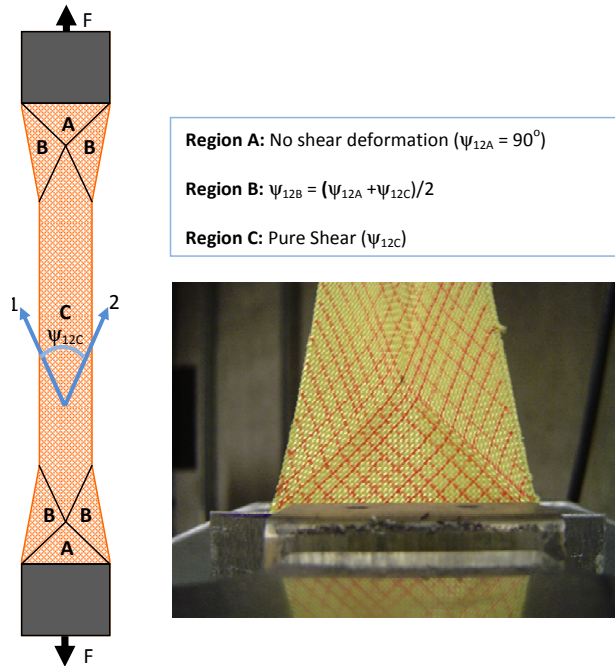 F
A
B B
Region A: No shear deformation (ψ12A = 90°)
Region B: ψ12B = (ψ12A +ψ12C)/2
Region C: Pure Shear (ψ12C)
1 2
C
ψ12C
B B
A
F